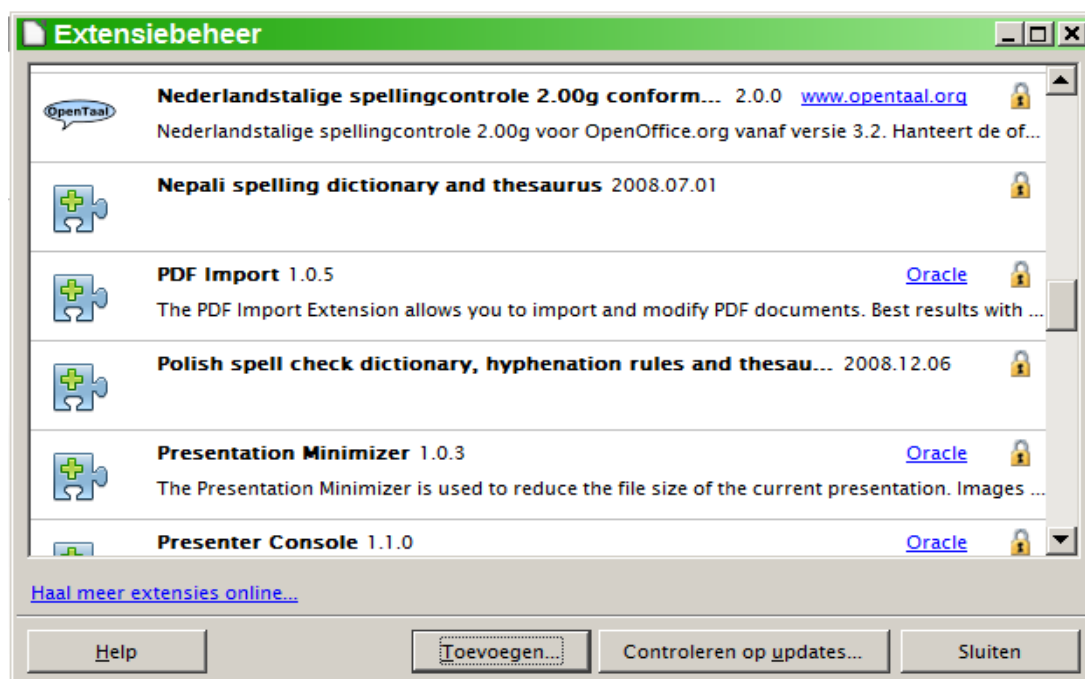 Extensiebeheer
OpenTaal
Nederlandstalige spellingcontrole 2.00g conform... 2.0.0 www.opentaal.org
Nederlandstalige spellingcontrole 2.00g voor OpenOffice.org vanaf versie 3.2. Hanteert de of...
Nepali spelling dictionary and thesaurus 2008.07.01
PDF Import 1.0.5 Oracle
The PDF Import Extension allows you to import and modify PDF documents. Best results with ...
Polish spell check dictionary, hyphenation rules and thesau... 2008.12.06
Presentation Minimizer 1.0.3 Oracle
The Presentation Minimizer is used to reduce the file size of the current presentation. Images ...
Presenter Console 1.1.0 Oracle
Haal meer extensies online...
Help Toevoegen... Controleren op updates... Sluiten